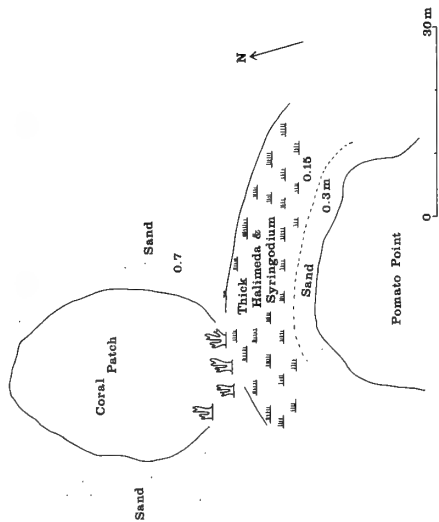 Coral
Patch
Sand
Sand
0.7
N
Thick
Halimeda &
Syringodium
0.15
0.3 m
Sand
Pomato Point
0
30 m